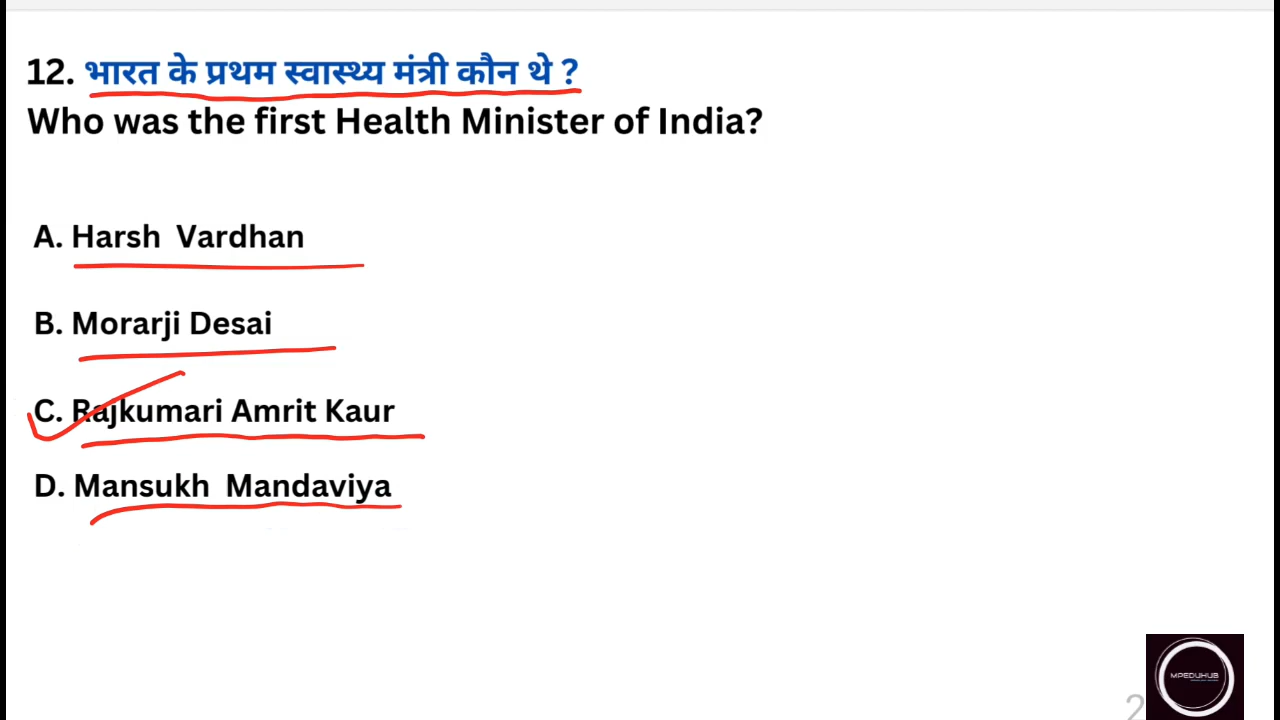 12. भारत के प्रथम स्वास्थ्य मंत्री कौन थे ?
Who was the first Health Minister of India?
A. Harsh Vardhan
B. Morarji Desai
C. Rajkumari Amrit Kaur
D. Mansukh Mandaviya
MPEDUHUB
2